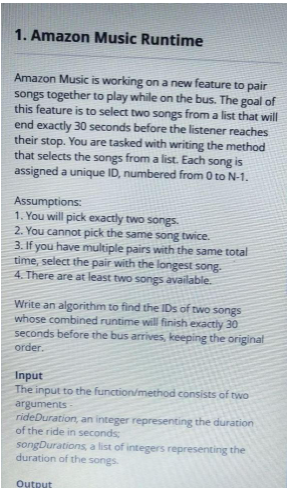 1. Amazon Music Runtime
Amazon Music is working on a new feature to pair
songs together to play while on the bus. The goal of
this feature is to select two songs from a list that will
end exactly 30 seconds before the listener reaches
their stop. You are tasked with writing the method
that selects the songs from a list. Each song is
assigned a unique ID, numbered from 0 to N-1.
Assumptions:
1. You will pick exactly two songs.
2. You cannot pick the same song twice.
3. If you have multiple pairs with the same total
time, select the pair with the longest song.
4. There are at least two songs available.
Write an algorithm to find the IDs of two songs
whose combined runtime will finish exactly 30
seconds before the bus arrives, keeping the original
order.
Input
The input to the function/method consists of two
arguments -
rideDuration, an integer representing the duration
of the ride in seconds;
songDurations, a list of integers representing the
duration of the songs.
Output